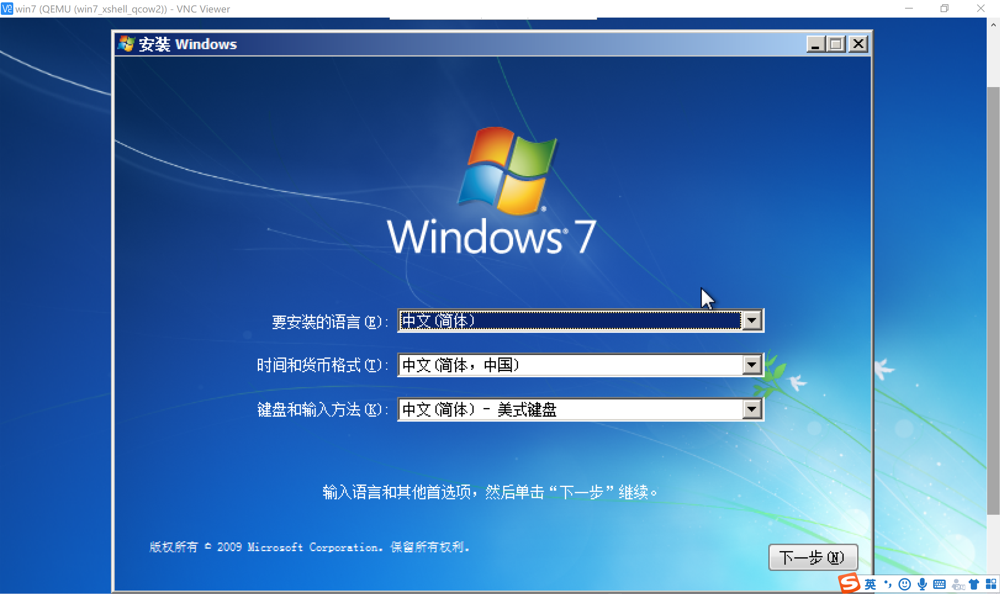 win7 (QEMU (win7_xshell_qcow2)) - VNC Viewer
安装 Windows
Windows® 7
要安装的语言(E): 中文(简体)
时间和货币格式(T): 中文(简体，中国)
键盘和输入方法(K): 中文(简体) - 美式键盘
输入语言和其他首选项，然后单击“下一步”继续。
版权所有 © 2009 Microsoft Corporation. 保留所有权利.
下一步(N)
英